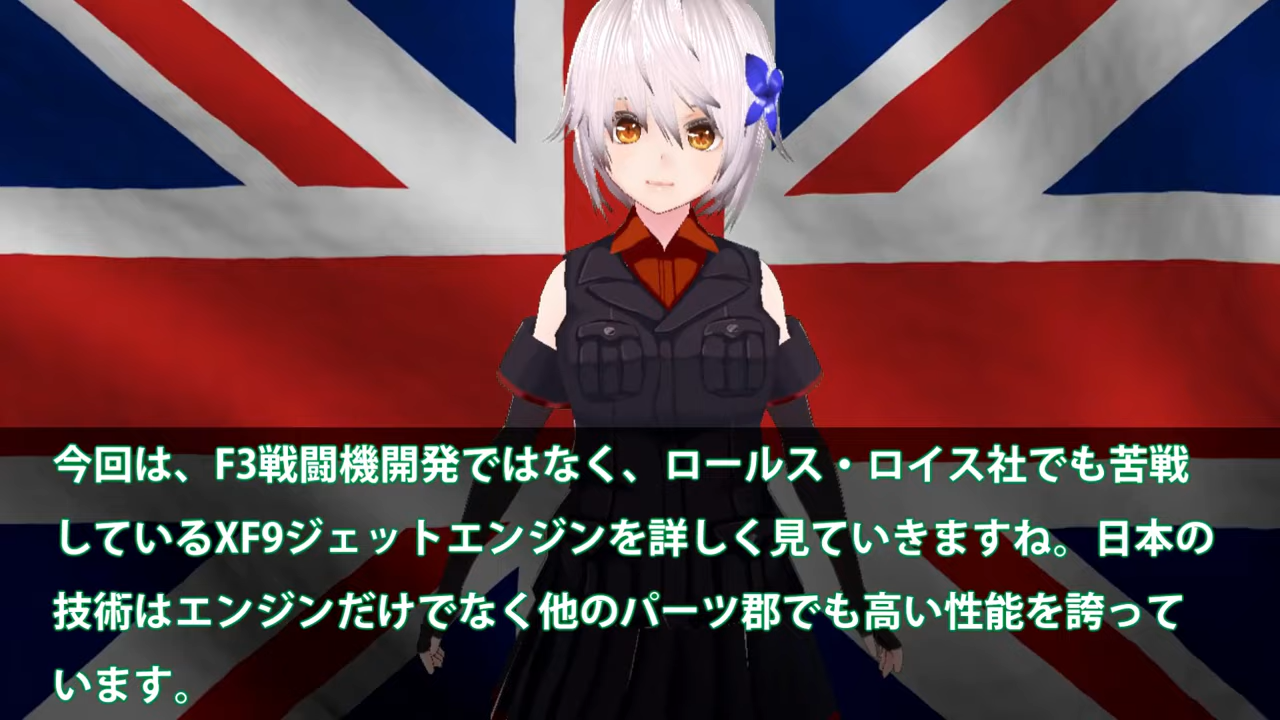 今回は、F3戦闘機開発ではなく、ロールス・ロイス社でも苦戦
しているXF9ジェットエンジンを詳しく見ていきますね。日本の
技術はエンジンだけでなく他のパーツ郡でも高い性能を誇って
います。